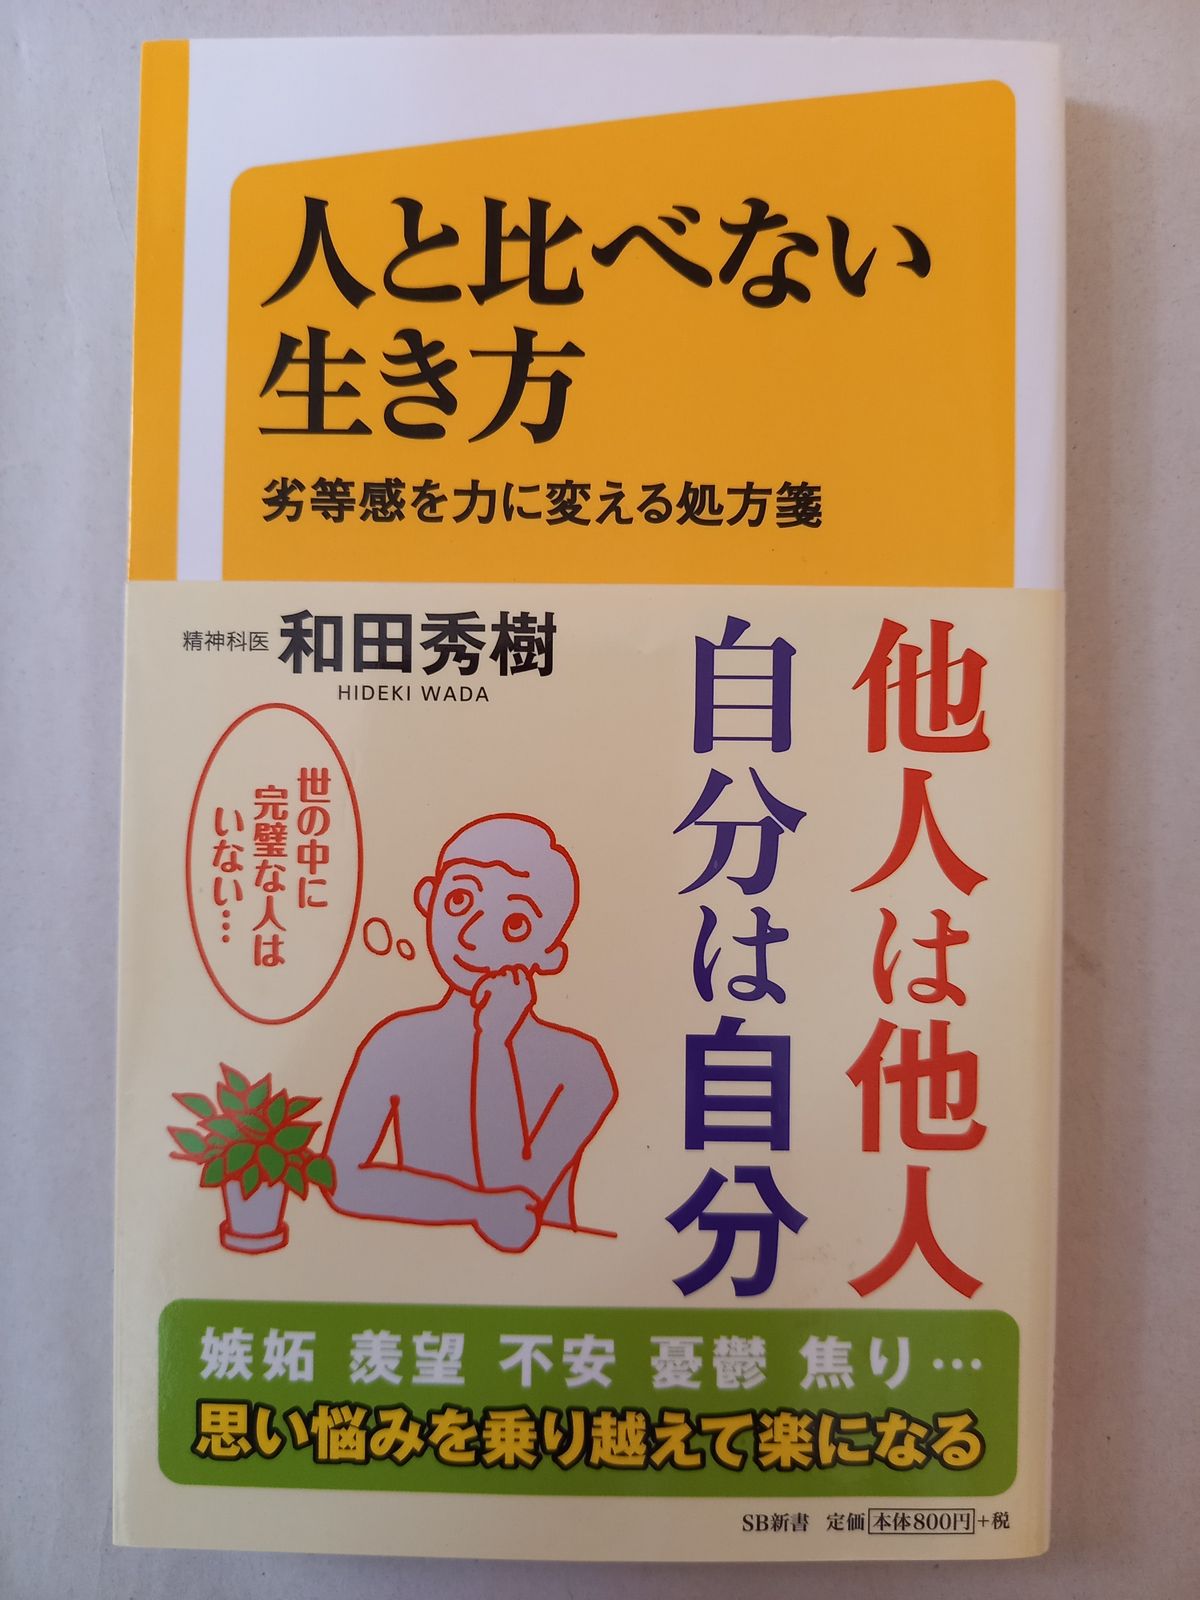 人と比べない
生き方
劣等感を力に変える処方箋
精神科医 和田秀樹
HIDEKI WADA
他人は他人
自分は自分
世の中に
完璧な人は
いない…
嫉妬 羨望 不安 憂鬱 焦り…
思い悩みを乗り越えて楽になる
SB新書 定価 本体800円+税